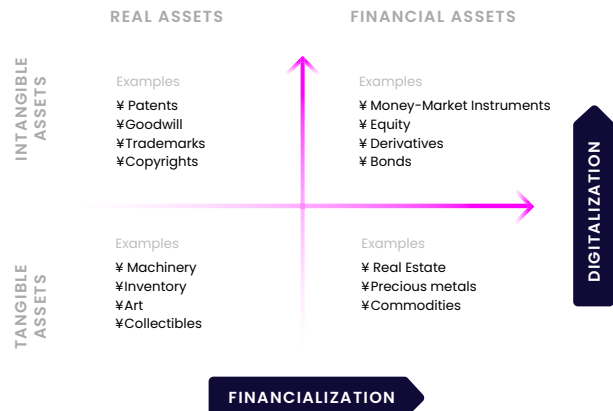 REAL ASSETS
FINANCIAL ASSETS
INTANGIBLE
ASSETS
Examples
¥ Patents
¥Goodwill
¥Trademarks
¥Copyrights
Examples
¥ Money-Market Instruments
¥ Equity
¥ Derivatives
¥ Bonds
TANGIBLE
ASSETS
Examples
¥ Machinery
¥Inventory
¥Art
¥Collectibles
Examples
¥ Real Estate
¥Precious metals
¥Commodities
DIGITALIZATION
FINANCIALIZATION